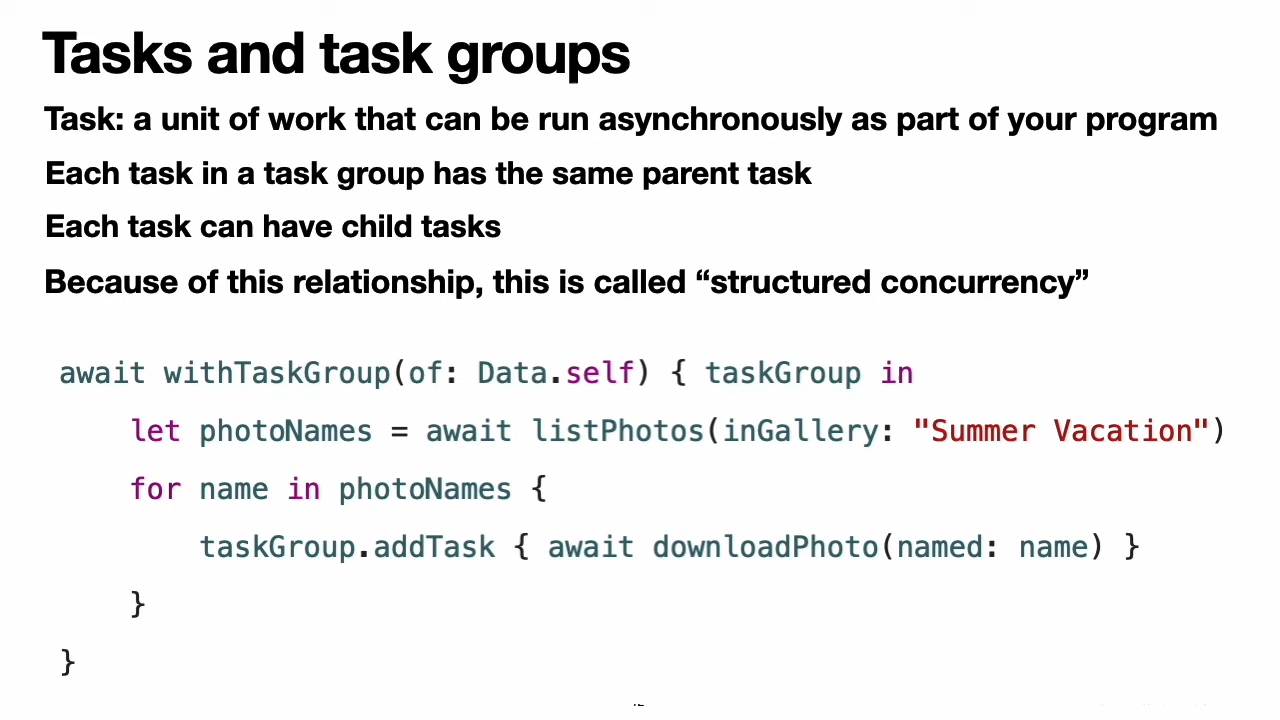 Tasks and task groups
Task: a unit of work that can be run asynchronously as part of your program
Each task in a task group has the same parent task
Each task can have child tasks
Because of this relationship, this is called “structured concurrency”
await withTaskGroup(of: Data.self) { taskGroup in
    let photoNames = await listPhotos(inGallery: "Summer Vacation")
    for name in photoNames {
        taskGroup.addTask { await downloadPhoto(named: name) }
    }
}